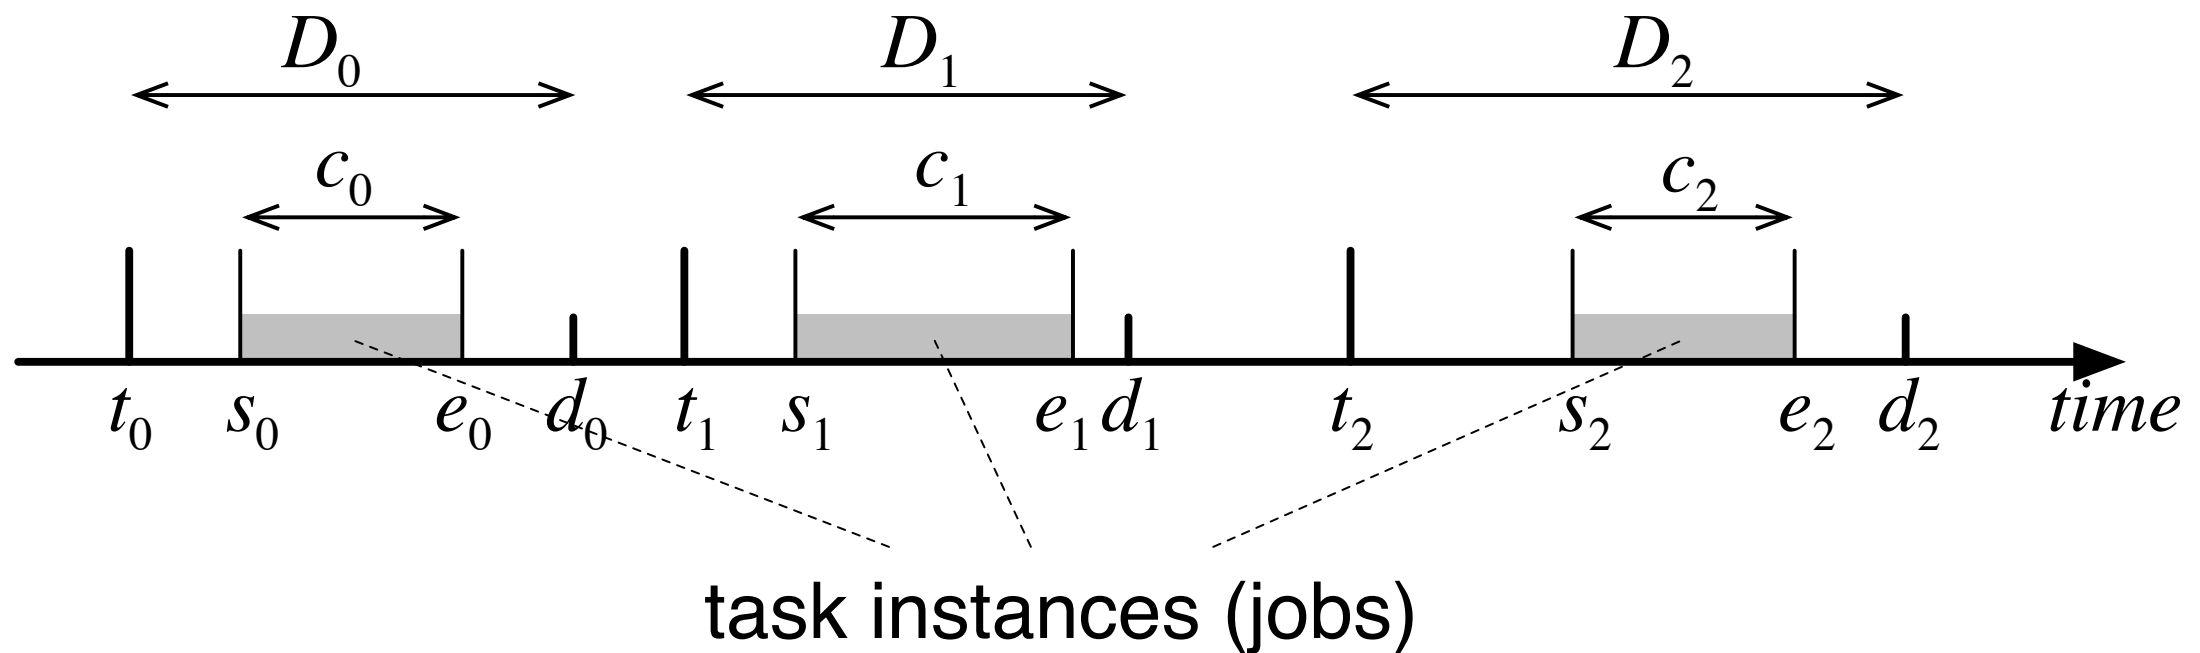 D₀ D₁ D₂
c₀ c₁ c₂
t₀ s₀ e₀ d₀ t₁ s₁ e₁ d₁ t₂ s₂ e₂ d₂ time
task instances (jobs)